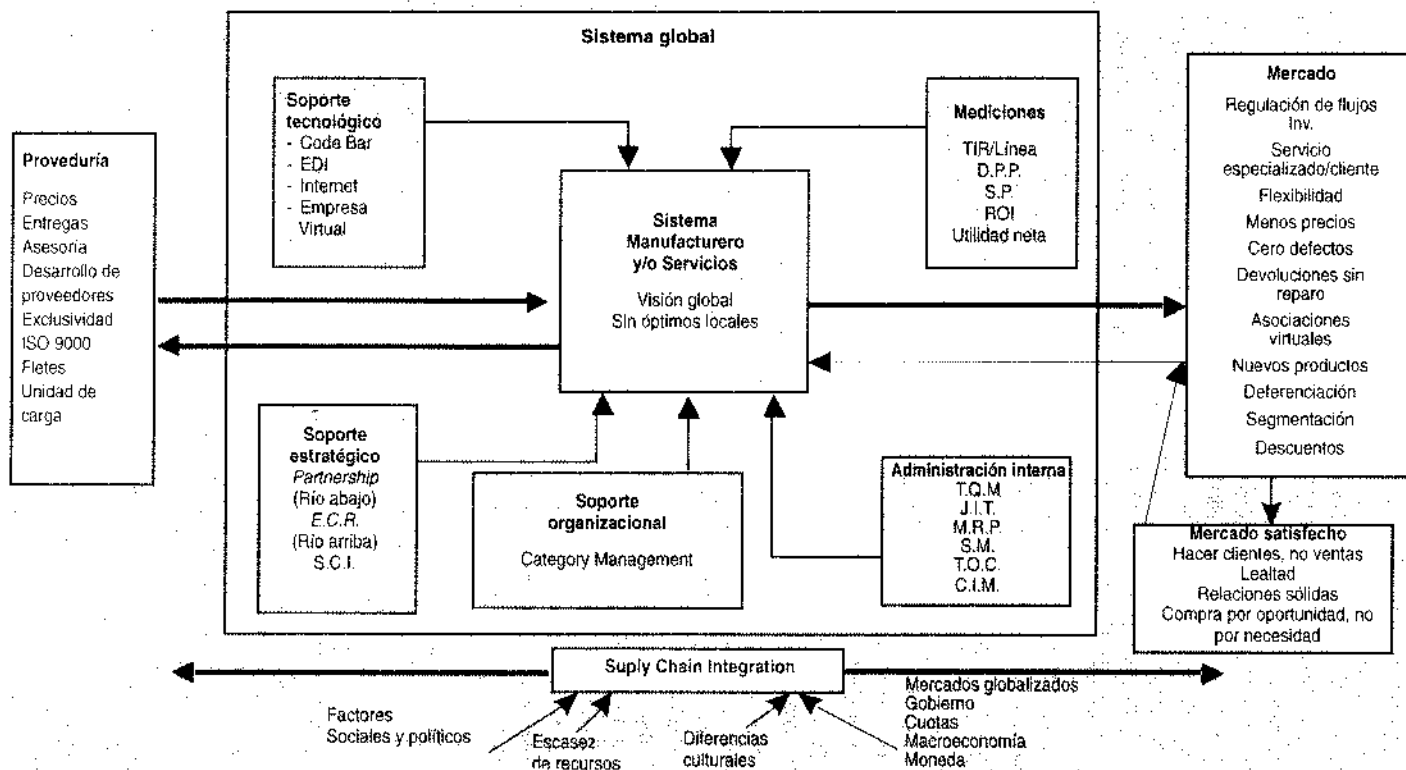 Sistema global
Proveduría
Precios
Entregas
Asesoría
Desarrollo de
proveedores
Exclusividad
ISO 9000
Fletes
Unidad de
carga
Soporte
tecnológico
- Code Bar
- EDI
- Internet
- Empresa
Virtual
Sistema
Manufacturero
y/o Servicios
Visión global
Sin óptimos locales
Mediciones
TIR/Línea
D.P.P.
S.P.
ROI
Utilidad neta
Soporte
estratégico
Partnership
(Río abajo)
E.C.R.
(Río arriba)
S.C.I.
Soporte
organizacional
Category Management
Administración interna
T.Q.M.
J.I.T.
M.R.P.
S.M.
T.O.C.
C.I.M.
Mercado
Regulación de flujos
Inv.
Servicio
especializado/cliente
Flexibilidad
Menos precios
Cero defectos
Devoluciones sin
reparo
Asociaciones
virtuales
Nuevos productos
Deferenciación
Segmentación
Descuentos
Mercado satisfecho
Hacer clientes, no ventas
Lealtad
Relaciones sólidas
Compra por oportunidad, no
por necesidad
Suply Chain Integration
Factores
Sociales y políticos
Escasez
de recursos
Diferencias
culturales
Mercados globalizados
Gobierno
Cuotas
Macroeconomía
Moneda